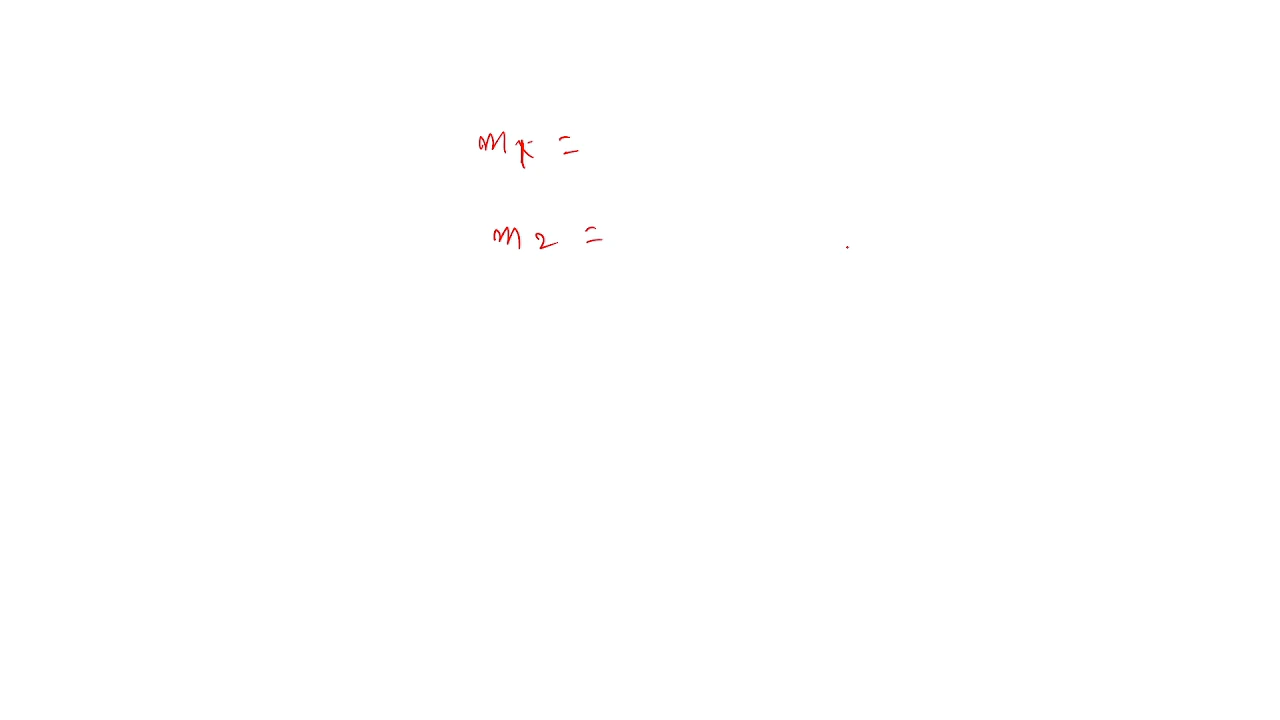 m1 =
m2 =